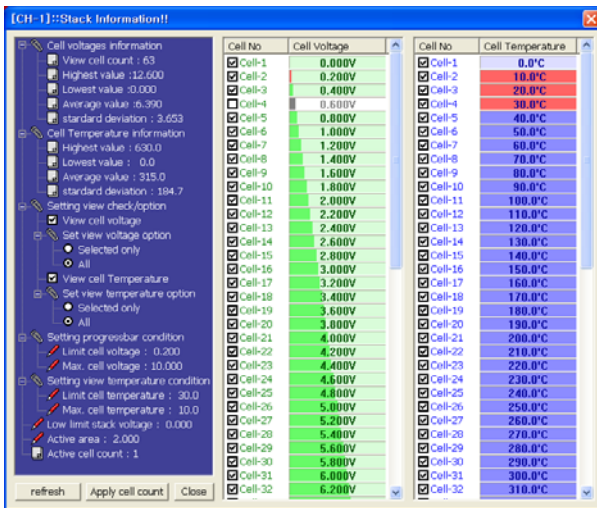 [CH-1]::Stack Information!!
Cell voltages information
View cell count : 63
Highest value :12.600
Lowest value :0.000
Average value :6.390
stardard deviation : 3.653
Cell Temperature information
Highest value : 630.0
Lowest value : 0.0
Average value : 315.0
stardard deviation : 184.7
Setting view check/option
View cell voltage
Set view voltage option
Selected only
All
View cell Temperature
Set view temperature option
Selected only
All
Setting progressbar condition
Limit cell voltage : 0.200
Max. cell voltage : 10.000
Setting view temperature condition
Limit cell temperature : 30.0
Max. cell temperature : 10.0
Low limit stack voltage : 0.000
Active area : 2.000
Active cell count : 1
refresh Apply cell count Close
Cell No Cell Voltage
Cell-1 0.000V
Cell-2 0.200V
Cell-3 0.400V
Cell-4 0.600V
Cell-5 0.800V
Cell-6 1.000V
Cell-7 1.200V
Cell-8 1.400V
Cell-9 1.600V
Cell-10 1.800V
Cell-11 2.000V
Cell-12 2.200V
Cell-13 2.400V
Cell-14 2.600V
Cell-15 2.800V
Cell-16 3.000V
Cell-17 3.200V
Cell-18 3.400V
Cell-19 3.600V
Cell-20 3.800V
Cell-21 4.000V
Cell-22 4.200V
Cell-23 4.400V
Cell-24 4.600V
Cell-25 4.800V
Cell-26 5.000V
Cell-27 5.200V
Cell-28 5.400V
Cell-29 5.600V
Cell-30 5.800V
Cell-31 6.000V
Cell-32 6.200V
Cell No Cell Temperature
Cell-1 0.0'C
Cell-2 10.0'C
Cell-3 20.0'C
Cell-4 30.0'C
Cell-5 40.0'C
Cell-6 50.0'C
Cell-7 60.0'C
Cell-8 70.0'C
Cell-9 80.0'C
Cell-10 90.0'C
Cell-11 100.0'C
Cell-12 110.0'C
Cell-13 120.0'C
Cell-14 130.0'C
Cell-15 140.0'C
Cell-16 150.0'C
Cell-17 160.0'C
Cell-18 170.0'C
Cell-19 180.0'C
Cell-20 190.0'C
Cell-21 200.0'C
Cell-22 210.0'C
Cell-23 220.0'C
Cell-24 230.0'C
Cell-25 240.0'C
Cell-26 250.0'C
Cell-27 260.0'C
Cell-28 270.0'C
Cell-29 280.0'C
Cell-30 290.0'C
Cell-31 300.0'C
Cell-32 310.0'C